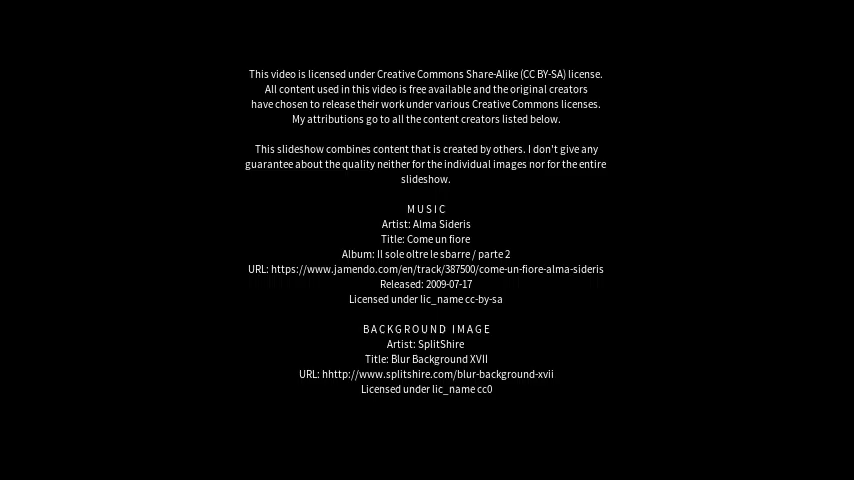 This video is licensed under Creative Commons Share-Alike (CC BY-SA) license.
All content used in this video is free available and the original creators
have chosen to release their work under various Creative Commons licenses.
My attributions go to all the content creators listed below.
This slideshow combines content that is created by others. I don't give any
guarantee about the quality neither for the individual images nor for the entire
slideshow.
MUSIC
Artist: Alma Sideris
Title: Come un fiore
Album: Il sole oltre le sbarre / parte 2
URL: https://www.jamendo.com/en/track/387500/come-un-fiore-alma-sideris
Released: 2009-07-17
Licensed under lic_name cc-by-sa
BACKGROUND IMAGE
Artist: SplitShire
Title: Blur Background XVII
URL: hhttp://www.splitshire.com/blur-background-xvii
Licensed under lic_name cc0